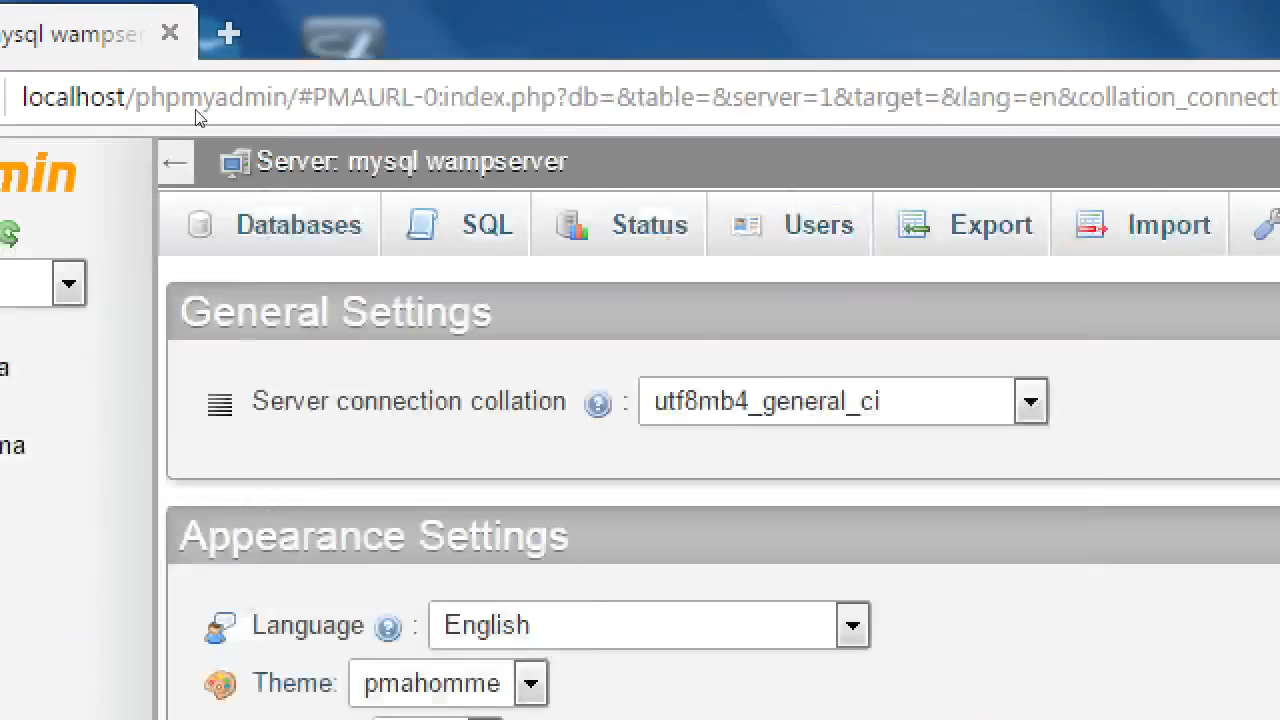 ysql wampser
localhost/phpmyadmin/#PMAURL-0:index.php?db=&table=&server=1&target=&lang=en&collation_connect
min
Server: mysql wampserver
Databases SQL Status Users Export Import
General Settings
a
Server connection collation : utf8mb4_general_ci
na
Appearance Settings
Language : English
Theme: pmahomme